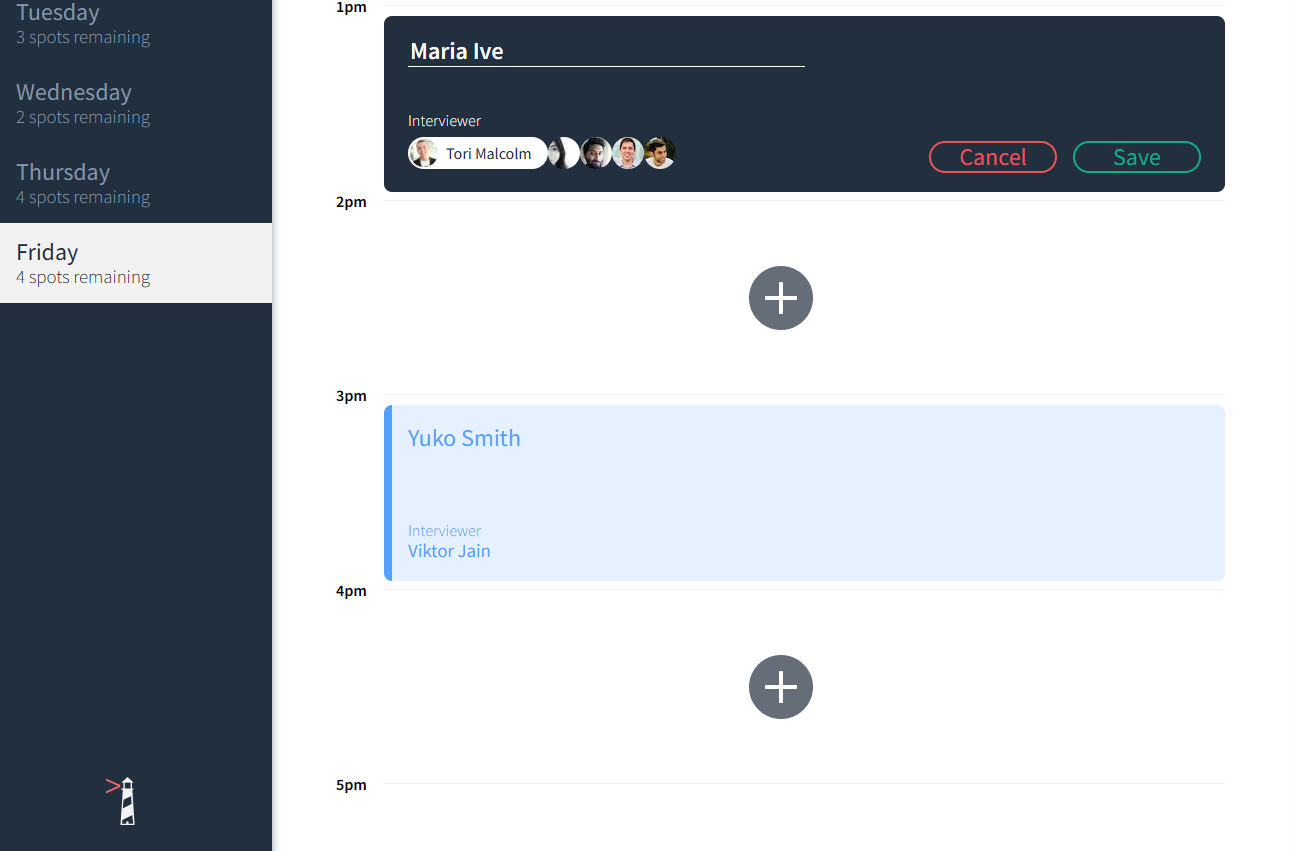 Tuesday
3 spots remaining
Wednesday
2 spots remaining
Thursday
4 spots remaining
Friday
4 spots remaining
1pm
Maria Ive
Interviewer
Tori Malcolm
Cancel
Save
2pm
3pm
Yuko Smith
Interviewer
Viktor Jain
4pm
5pm